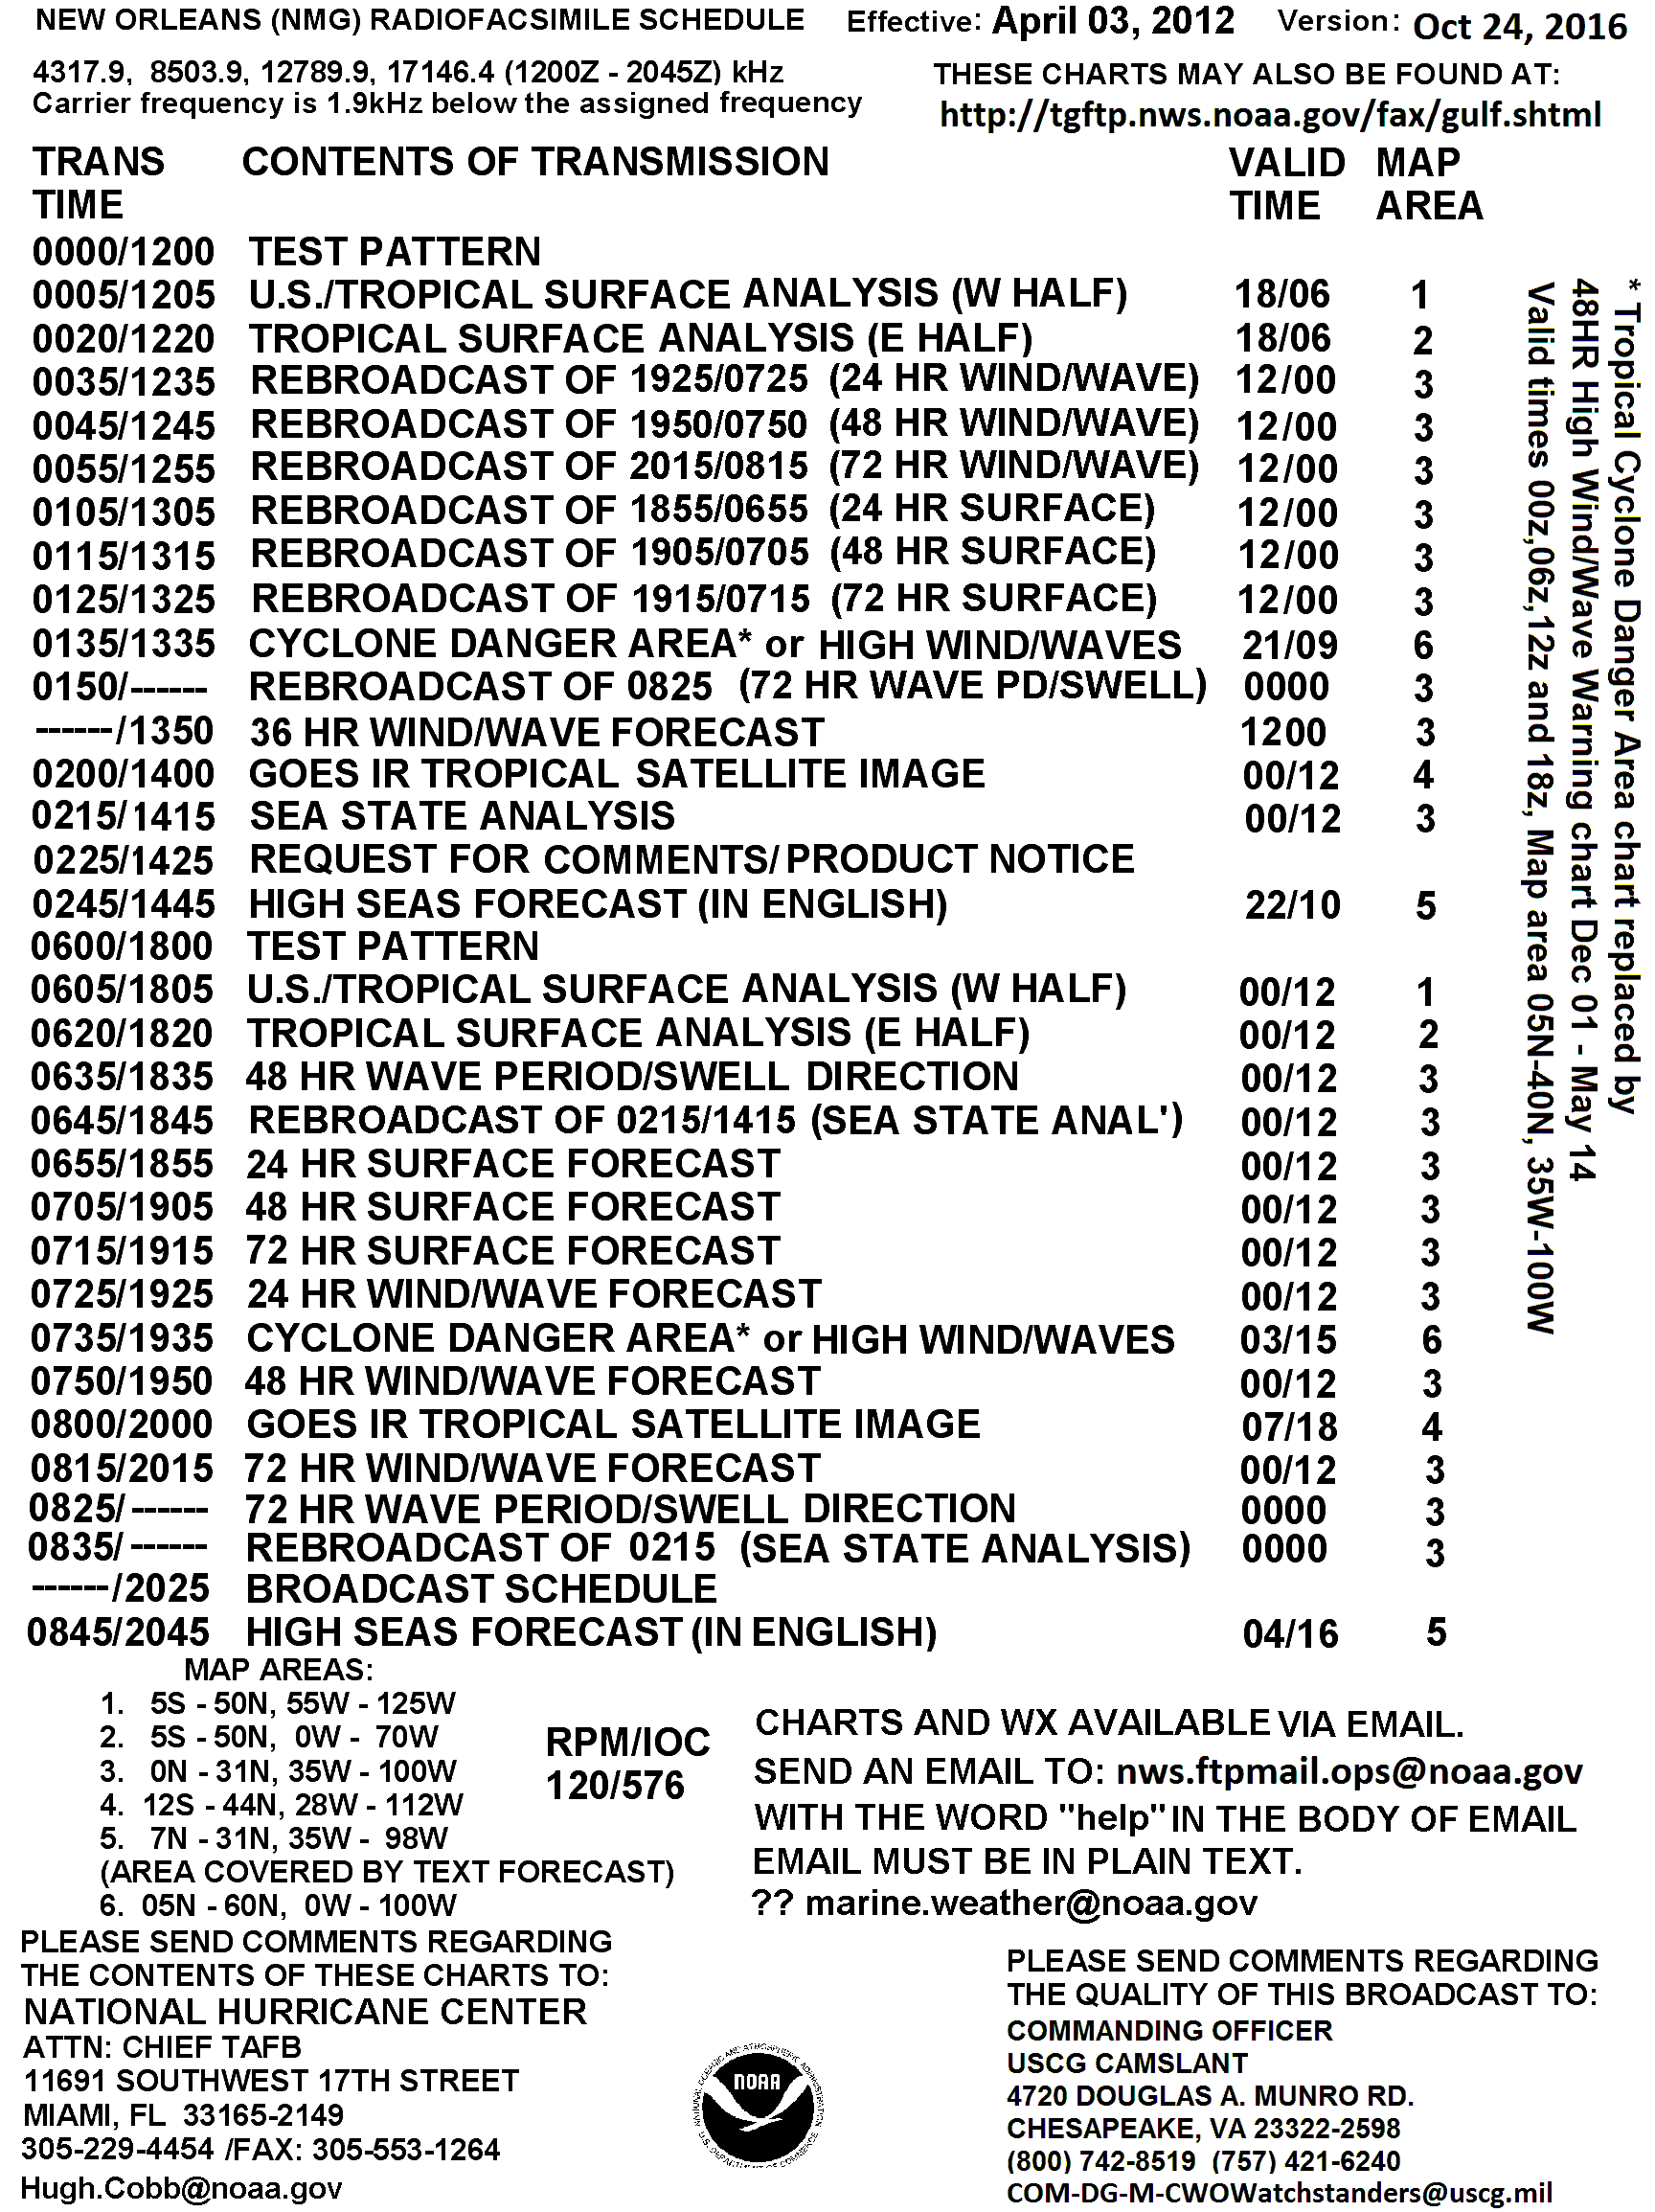 NEW ORLEANS (NMG) RADIOFACSIMILE SCHEDULE Effective: April 03, 2012 Version: Oct 24, 2016
4317.9, 8503.9, 12789.9, 17146.4 (1200Z - 2045Z) kHz THESE CHARTS MAY ALSO BE FOUND AT:
Carrier frequency is 1.9kHz below the assigned frequency http://tgftp.nws.noaa.gov/fax/gulf.shtml
TRANS CONTENTS OF TRANSMISSION VALID MAP
TIME TIME AREA
0000/1200 TEST PATTERN
0005/1205 U.S./TROPICAL SURFACE ANALYSIS (W HALF) 18/06 1
0020/1220 TROPICAL SURFACE ANALYSIS (E HALF) 18/06 2
0035/1235 REBROADCAST OF 1925/0725 (24 HR WIND/WAVE) 12/00 3
0045/1245 REBROADCAST OF 1950/0750 (48 HR WIND/WAVE) 12/00 3
0055/1255 REBROADCAST OF 2015/0815 (72 HR WIND/WAVE) 12/00 3
0105/1305 REBROADCAST OF 1855/0655 (24 HR SURFACE) 12/00 3
0115/1315 REBROADCAST OF 1905/0705 (48 HR SURFACE) 12/00 3
0125/1325 REBROADCAST OF 1915/0715 (72 HR SURFACE) 12/00 3
0135/1335 CYCLONE DANGER AREA* or HIGH WIND/WAVES 21/09 6
0150/------ REBROADCAST OF 0825 (72 HR WAVE PD/SWELL) 0000 3
------/1350 36 HR WIND/WAVE FORECAST 1200 3
0200/1400 GOES IR TROPICAL SATELLITE IMAGE 00/12 4
0215/1415 SEA STATE ANALYSIS 00/12 3
0225/1425 REQUEST FOR COMMENTS/PRODUCT NOTICE
0245/1445 HIGH SEAS FORECAST (IN ENGLISH) 22/10 5
0600/1800 TEST PATTERN
0605/1805 U.S./TROPICAL SURFACE ANALYSIS (W HALF) 00/12 1
0620/1820 TROPICAL SURFACE ANALYSIS (E HALF) 00/12 2
0635/1835 48 HR WAVE PERIOD/SWELL DIRECTION 00/12 3
0645/1845 REBROADCAST OF 0215/1415 (SEA STATE ANAL') 00/12 3
0655/1855 24 HR SURFACE FORECAST 00/12 3
0705/1905 48 HR SURFACE FORECAST 00/12 3
0715/1915 72 HR SURFACE FORECAST 00/12 3
0725/1925 24 HR WIND/WAVE FORECAST 00/12 3
0735/1935 CYCLONE DANGER AREA* or HIGH WIND/WAVES 03/15 6
0750/1950 48 HR WIND/WAVE FORECAST 00/12 3
0800/2000 GOES IR TROPICAL SATELLITE IMAGE 07/18 4
0815/2015 72 HR WIND/WAVE FORECAST 00/12 3
0825/------ 72 HR WAVE PERIOD/SWELL DIRECTION 0000 3
0835/------ REBROADCAST OF 0215 (SEA STATE ANALYSIS) 0000 3
------/2025 BROADCAST SCHEDULE
0845/2045 HIGH SEAS FORECAST (IN ENGLISH) 04/16 5
* Tropical Cyclone Danger Area chart replaced by
48HR High Wind/Wave Warning chart Dec 01 - May 14
Valid times 00z,06z,12z and 18z, Map area 05N-40N, 35W-100W
MAP AREAS:
1. 5S - 50N, 55W - 125W
2. 5S - 50N, 0W - 70W
3. 0N - 31N, 35W - 100W
4. 12S - 44N, 28W - 112W
5. 7N - 31N, 35W - 98W
(AREA COVERED BY TEXT FORECAST)
6. 05N - 60N, 0W - 100W
RPM/IOC
120/576
CHARTS AND WX AVAILABLE VIA EMAIL.
SEND AN EMAIL TO: nws.ftpmail.ops@noaa.gov
WITH THE WORD "help" IN THE BODY OF EMAIL
EMAIL MUST BE IN PLAIN TEXT.
?? marine.weather@noaa.gov
PLEASE SEND COMMENTS REGARDING
THE CONTENTS OF THESE CHARTS TO:
NATIONAL HURRICANE CENTER
ATTN: CHIEF TAFB
11691 SOUTHWEST 17TH STREET
MIAMI, FL 33165-2149
305-229-4454 /FAX: 305-553-1264
Hugh.Cobb@noaa.gov
NATIONAL OCEANIC AND ATMOSPHERIC ADMINISTRATION
NOAA
U.S. DEPARTMENT OF COMMERCE
PLEASE SEND COMMENTS REGARDING
THE QUALITY OF THIS BROADCAST TO:
COMMANDING OFFICER
USCG CAMSLANT
4720 DOUGLAS A. MUNRO RD.
CHESAPEAKE, VA 23322-2598
(800) 742-8519 (757) 421-6240
COM-DG-M-CWOWatchstanders@uscg.mil